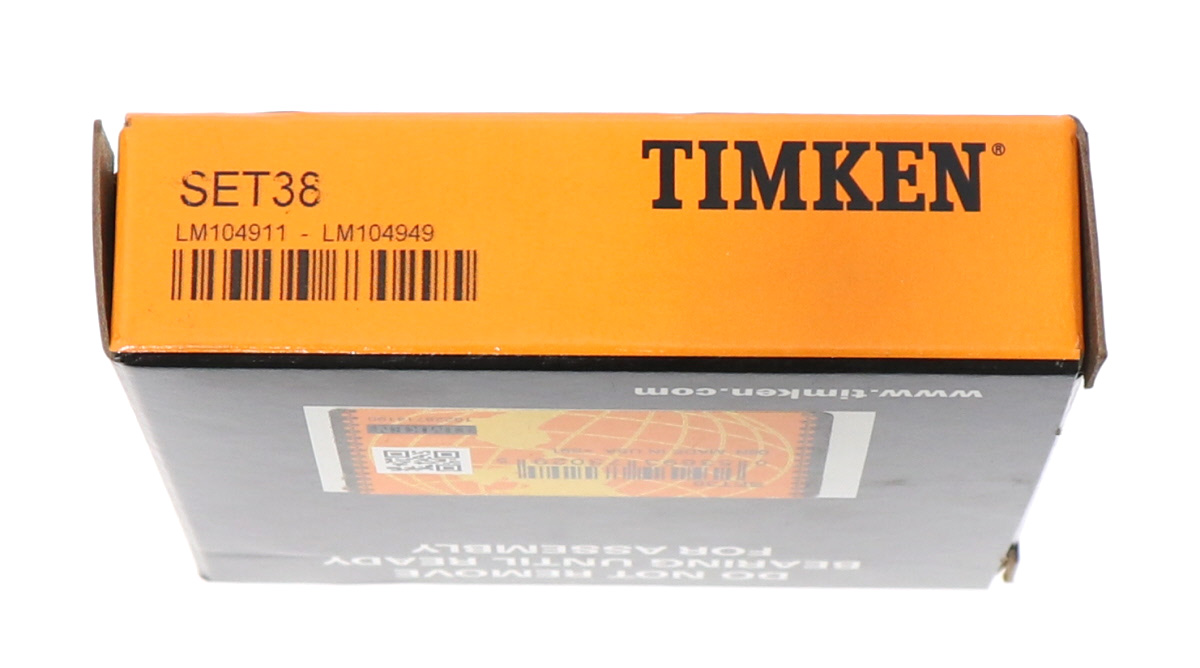 SET38
LM104911 - LM104949
TIMKEN®
www.timken.com
DO NOT REMOVE
BEARING UNTIL READY
FOR ASSEMBLY